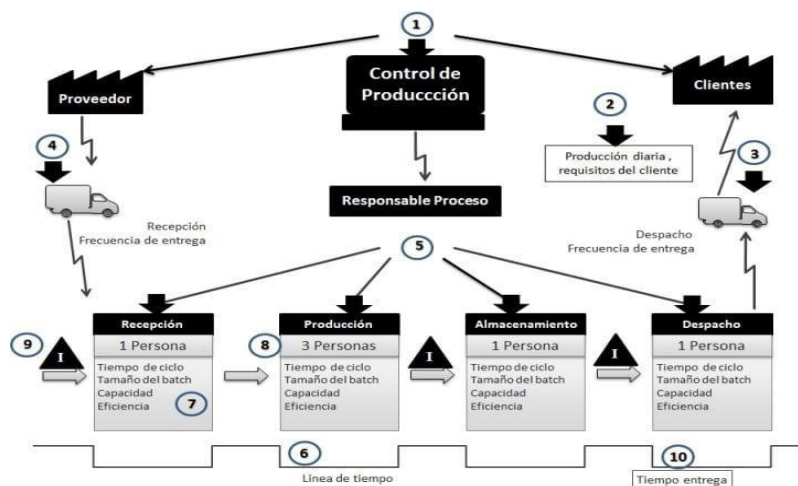 1
Proveedor
Control de
Produccción
Clientes
2
4
3
Producción diaria ,
requisitos del cliente
Responsable Proceso
Recepción
Frecuencia de entrega
Despacho
Frecuencia de entrega
5
Recepción
Producción
Almacenamiento
Despacho
9
I
1 Persona
8
3 Personas
I
1 Persona
I
1 Persona
Tiempo de ciclo
Tamaño del batch
Capacidad
Eficiencia
7
Tiempo de ciclo
Tamaño del batch
Capacidad
Eficiencia
Tiempo de ciclo
Tamaño del batch
Capacidad
Eficiencia
Tiempo de ciclo
Tamaño del batch
Capacidad
Eficiencia
6
10
Linea de tiempo
Tiempo entrega